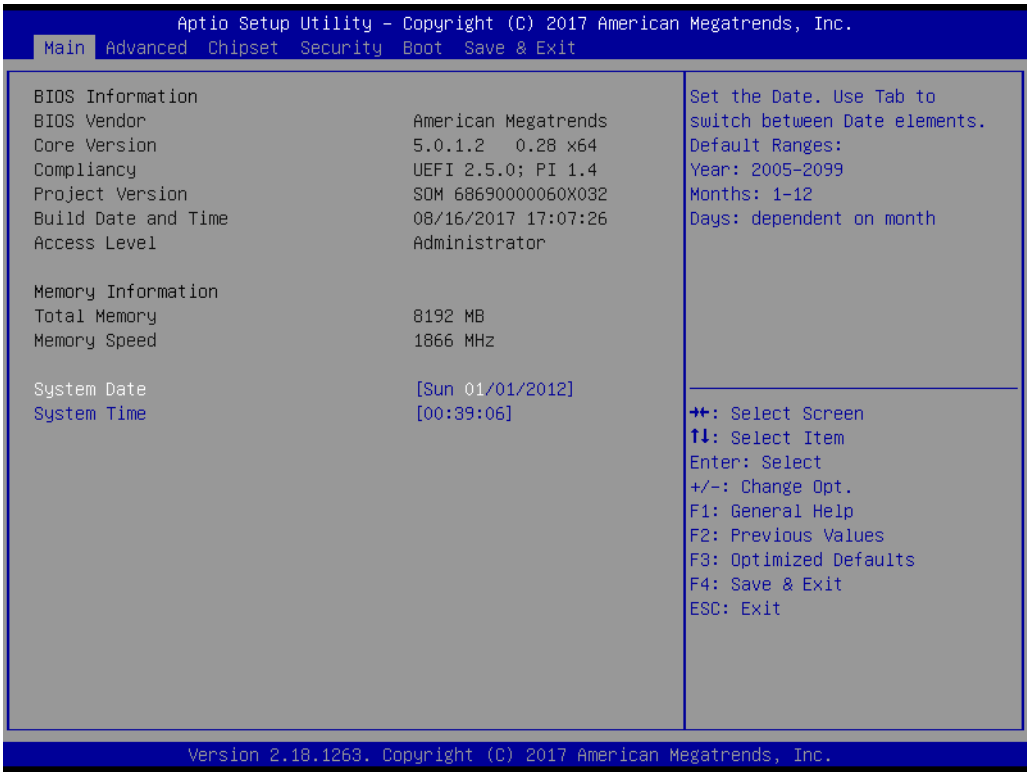 Aptio Setup Utility – Copyright (C) 2017 American Megatrends, Inc.
Main Advanced Chipset Security Boot Save & Exit
BIOS Information
BIOS Vendor American Megatrends
Core Version 5.0.1.2 0.28 x64
Compliancy UEFI 2.5.0; PI 1.4
Project Version SOM 68690000060X032
Build Date and Time 08/16/2017 17:07:26
Access Level Administrator
Memory Information
Total Memory 8192 MB
Memory Speed 1866 MHz
System Date [Sun 01/01/2012]
System Time [00:39:06]
Set the Date. Use Tab to
switch between Date elements.
Default Ranges:
Year: 2005-2099
Months: 1-12
Days: dependent on month
→←: Select Screen
↑↓: Select Item
Enter: Select
+/-: Change Opt.
F1: General Help
F2: Previous Values
F3: Optimized Defaults
F4: Save & Exit
ESC: Exit
Version 2.18.1263. Copyright (C) 2017 American Megatrends, Inc.